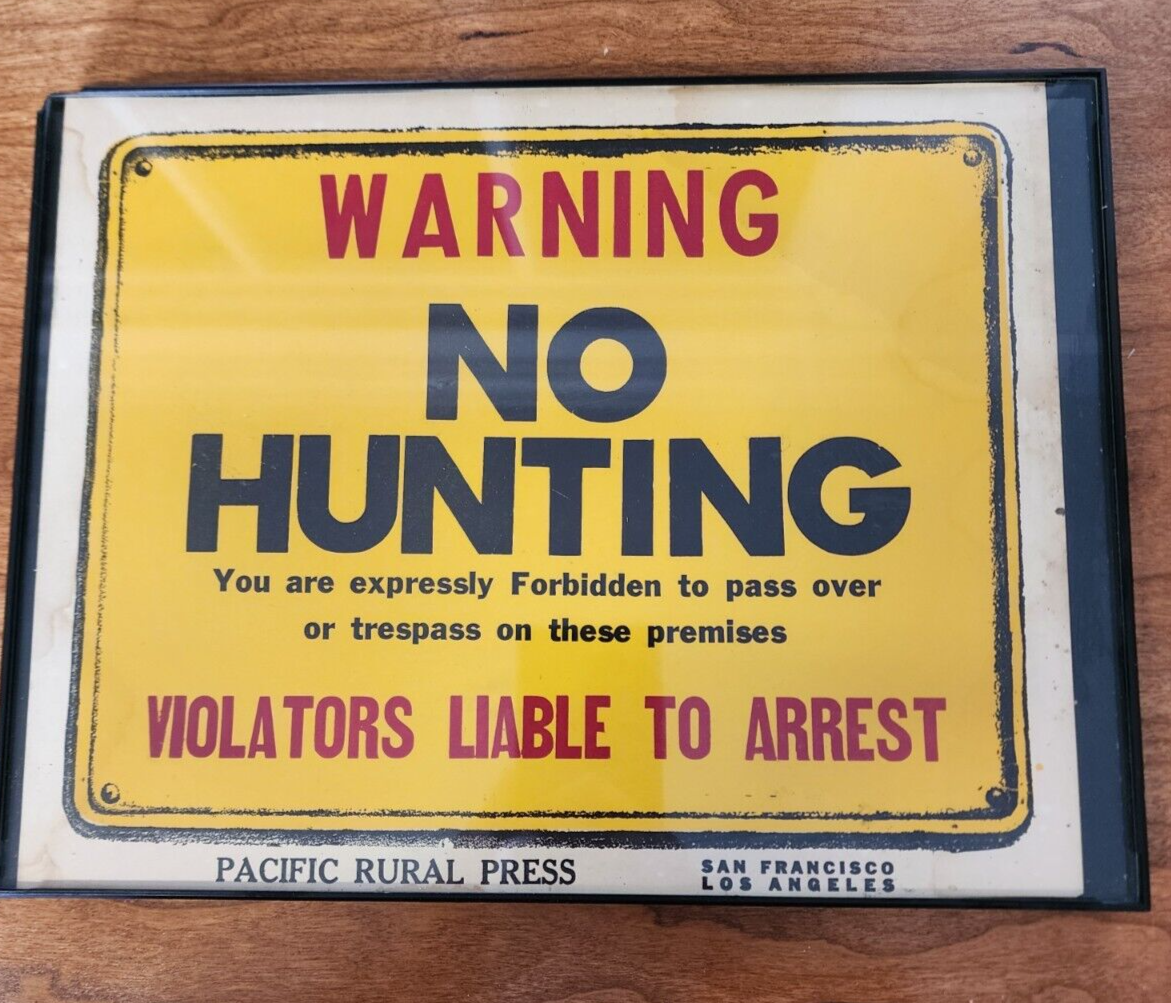 WARNING
NO
HUNTING
You are expressly Forbidden to pass over
or trespass on these premises
VIOLATORS LIABLE TO ARREST
PACIFIC RURAL PRESS
SAN FRANCISCO
LOS ANGELES